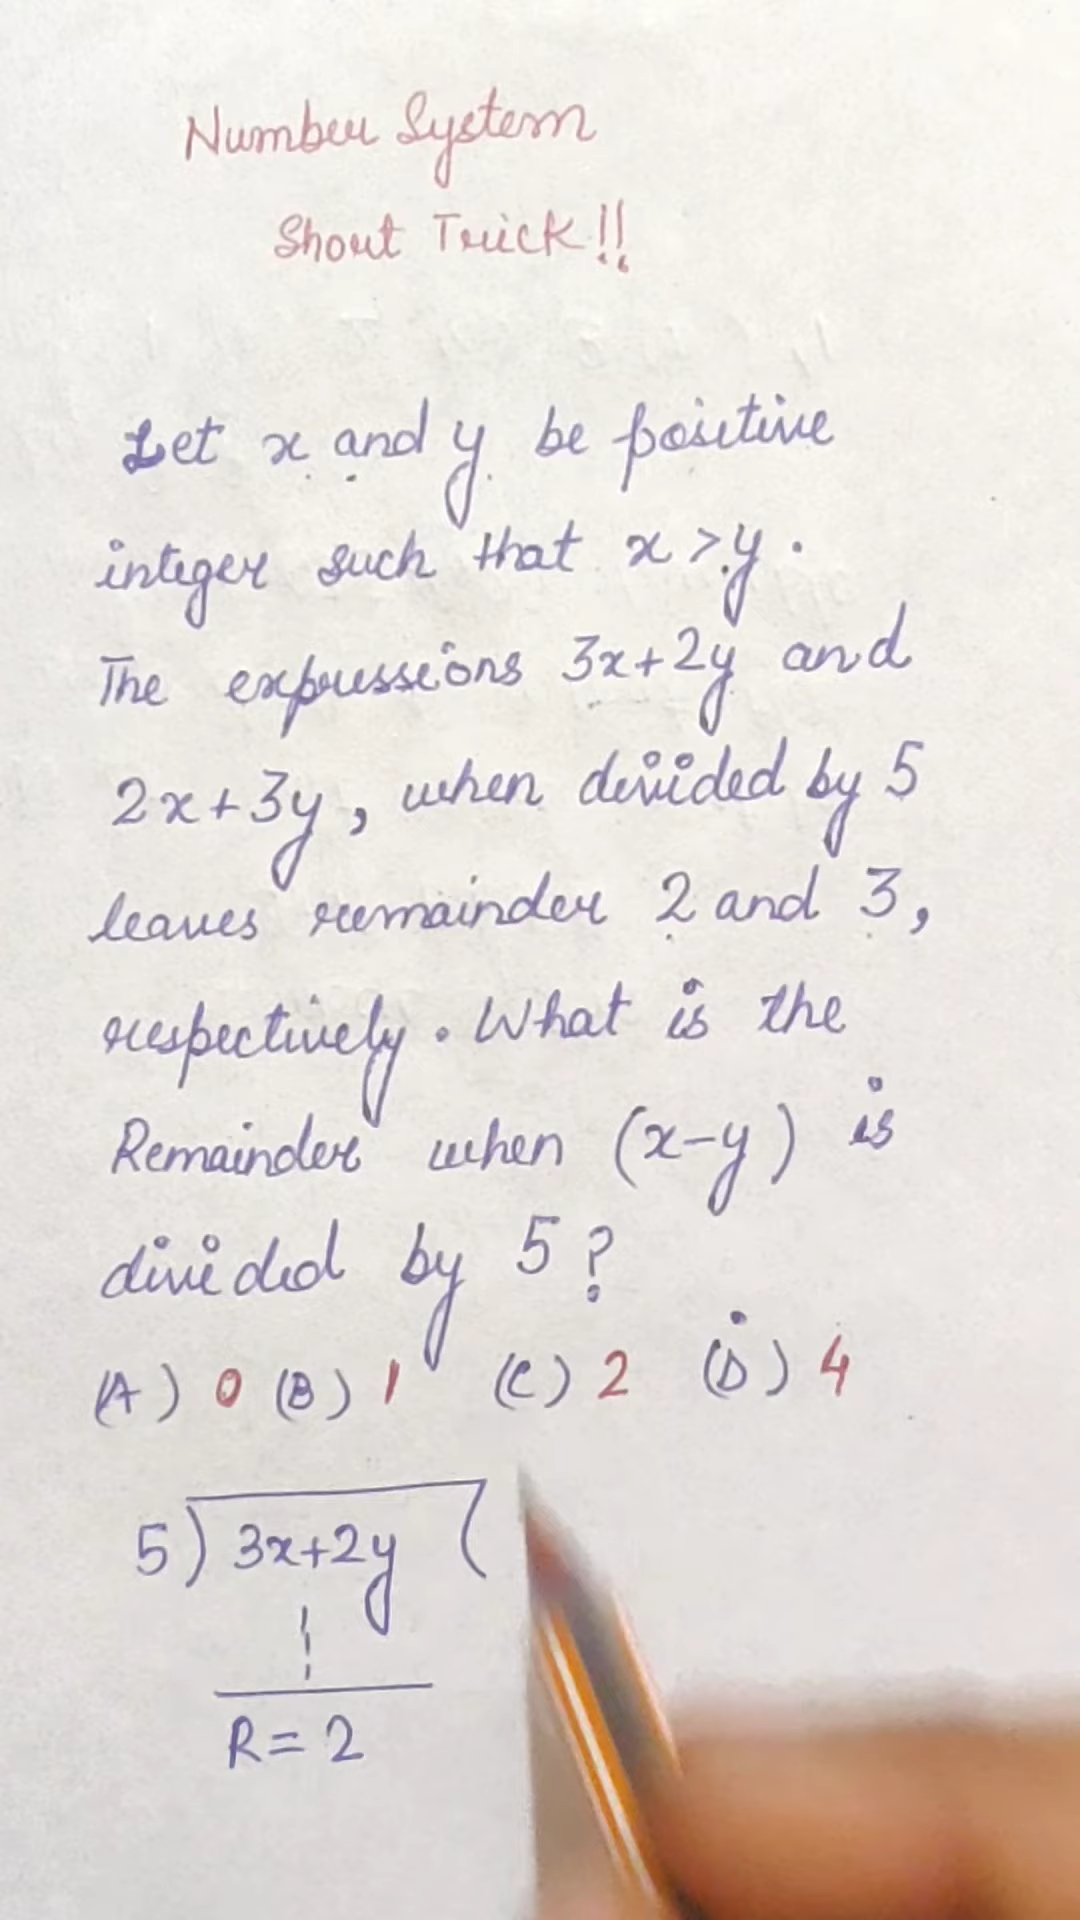 Number System
Short Trick!!
Let x and y be positive
integer such that x > y.
The expressions 3x+2y and
2x+3y, when divided by 5
leaves remainder 2 and 3,
respectively. What is the
Remainder when (x-y) is
divided by 5?
(A) 0 (B) 1 (C) 2 (D) 4
5) 3x+2y (
R=2